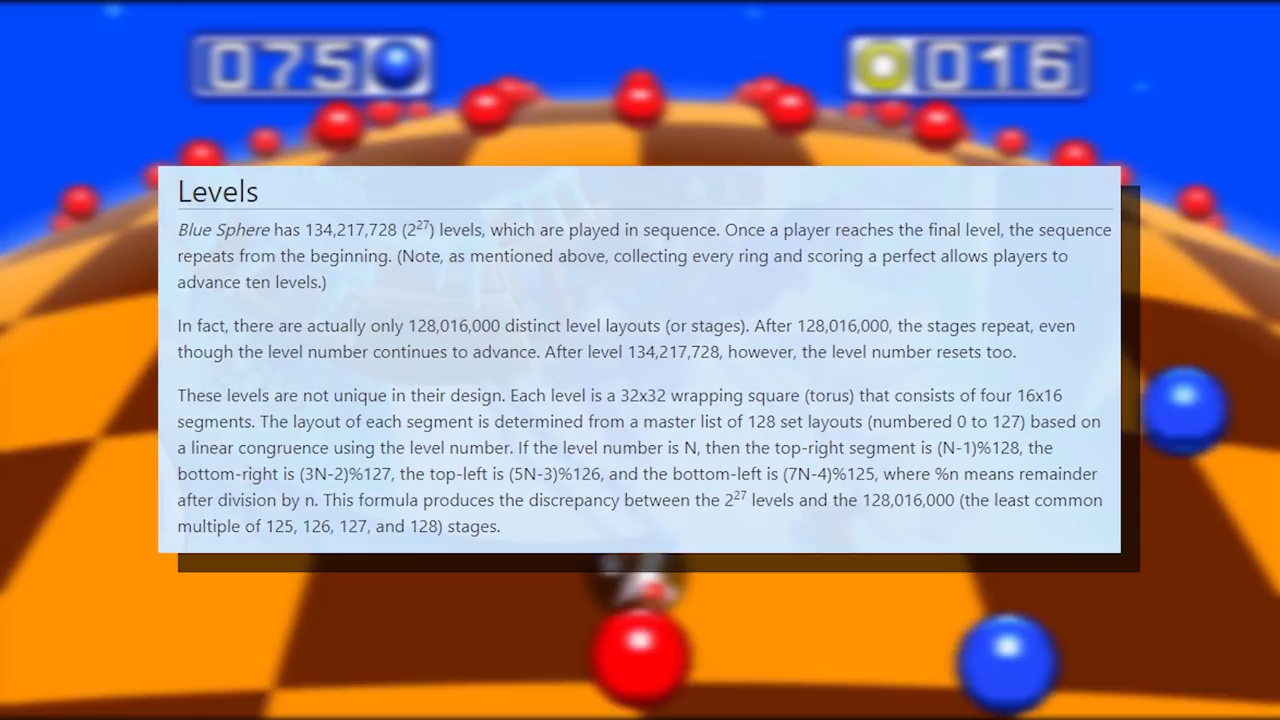 075
016
Levels
Blue Sphere has 134,217,728 (2²⁷) levels, which are played in sequence. Once a player reaches the final level, the sequence
repeats from the beginning. (Note, as mentioned above, collecting every ring and scoring a perfect allows players to
advance ten levels.)
In fact, there are actually only 128,016,000 distinct level layouts (or stages). After 128,016,000, the stages repeat, even
though the level number continues to advance. After level 134,217,728, however, the level number resets too.
These levels are not unique in their design. Each level is a 32x32 wrapping square (torus) that consists of four 16x16
segments. The layout of each segment is determined from a master list of 128 set layouts (numbered 0 to 127) based on
a linear congruence using the level number. If the level number is N, then the top-right segment is (N-1)%128, the
bottom-right is (3N-2)%127, the top-left is (5N-3)%126, and the bottom-left is (7N-4)%125, where %n means remainder
after division by n. This formula produces the discrepancy between the 2²⁷ levels and the 128,016,000 (the least common
multiple of 125, 126, 127, and 128) stages.